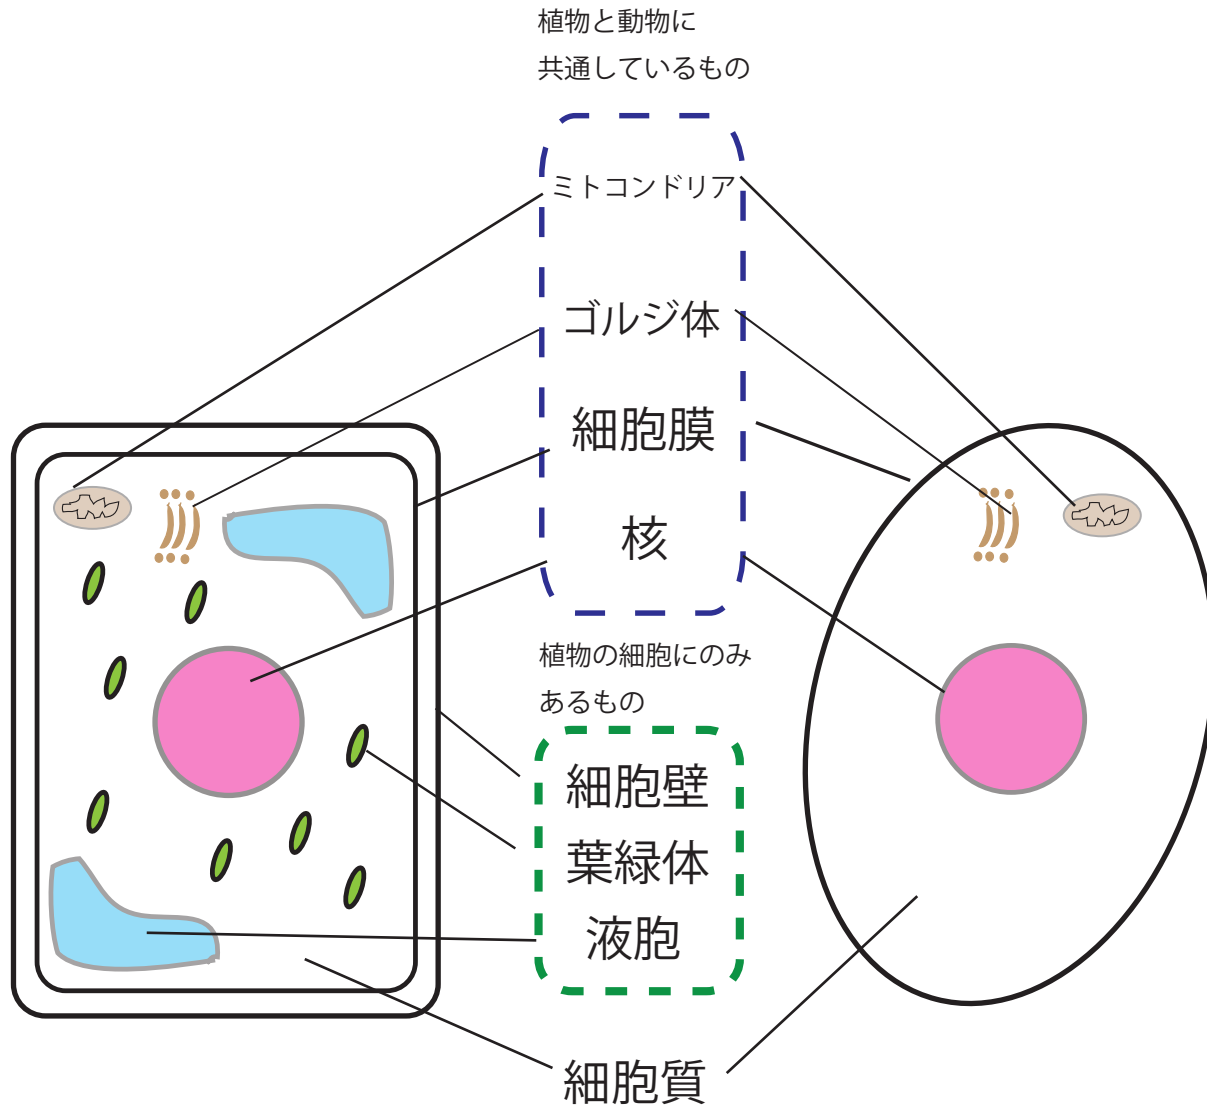 植物と動物に
共通しているもの
ミトコンドリア
ゴルジ体
細胞膜
核
植物の細胞にのみ
あるもの
細胞壁
葉緑体
液胞
細胞質